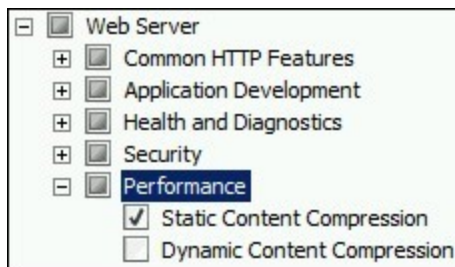 Web Server
Common HTTP Features
Application Development
Health and Diagnostics
Security
Performance
Static Content Compression
Dynamic Content Compression